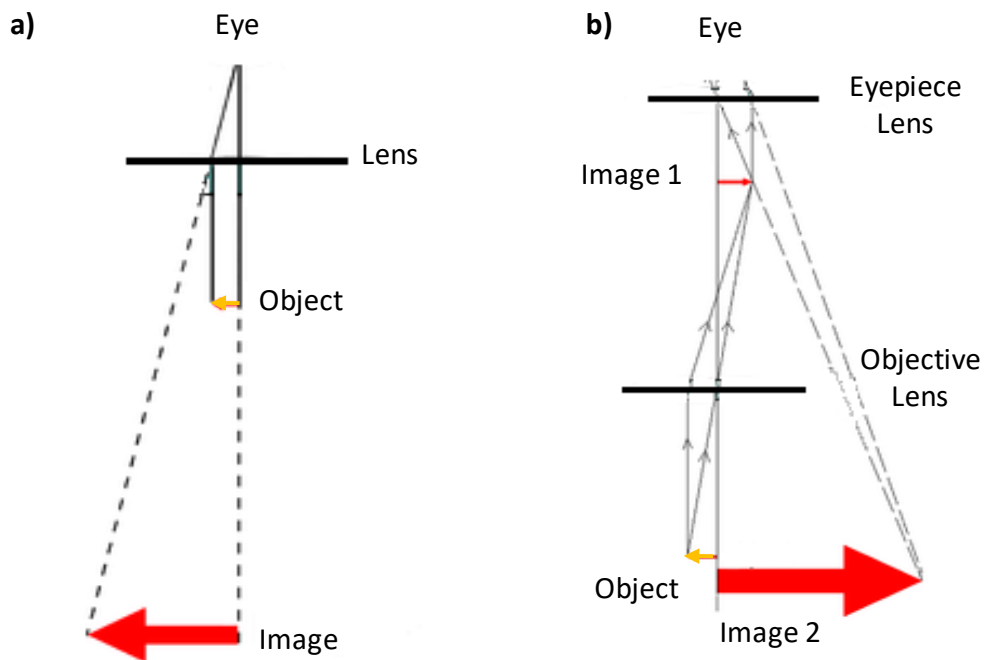 a)
Eye
Lens
Object
Image
b)
Eye
Eyepiece
Lens
Image 1
Objective
Lens
Object
Image 2